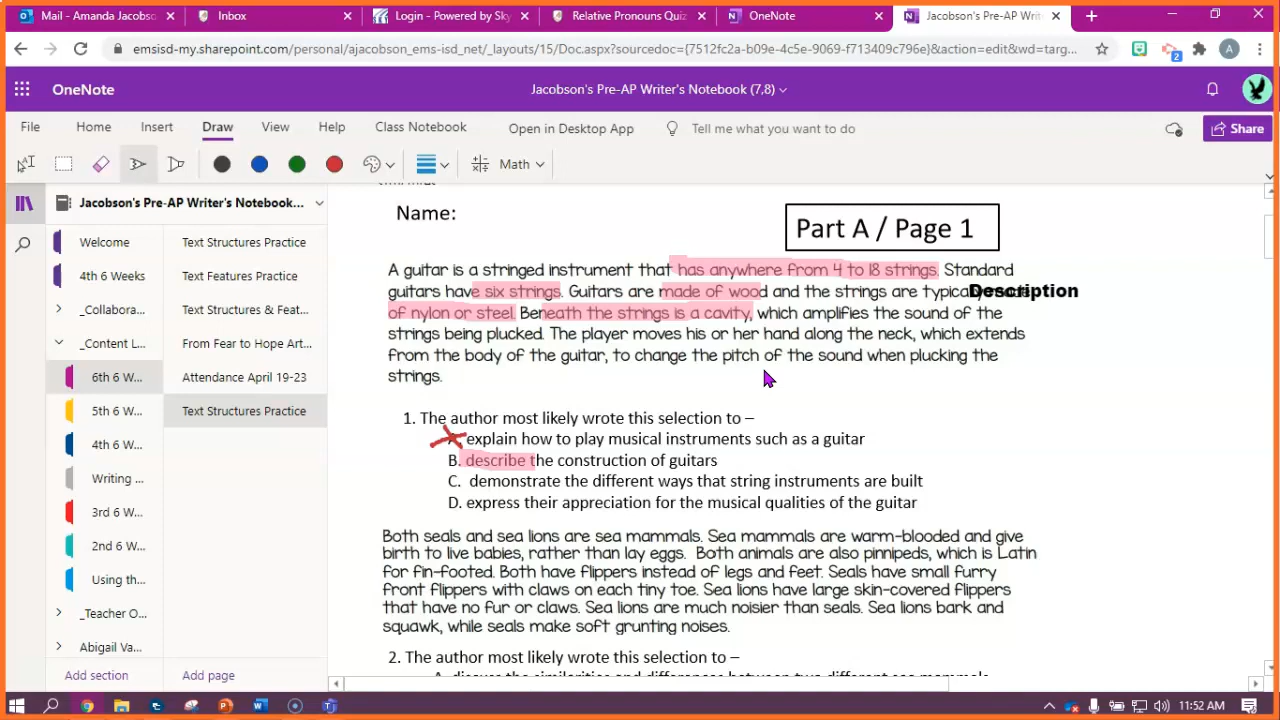 Mail - Amanda Jacobso
Inbox
Login - Powered by Sky
Relative Pronouns Quiz
OneNote
Jacobson's Pre-AP Writ
emsisd-my.sharepoint.com/personal/ajacobson_ems-isd_net/_layouts/15/Doc.aspx?sourcedoc={7512fc2a-b09e-4c5e-9069-f713409c796e}&action=edit&wd=targ...
2
A
OneNote
Jacobson's Pre-AP Writer's Notebook (7,8)
File
Home
Insert
Draw
View
Help
Class Notebook
Open in Desktop App
Tell me what you want to do
Share
Math
Jacobson's Pre-AP Writer's Notebook...
Welcome
4th 6 Weeks
_Collabora...
_Content L...
6th 6 W...
5th 6 W...
4th 6 W...
Writing ...
3rd 6 W...
2nd 6 W...
Using th...
_Teacher O...
Abigail Va...
Add section
Text Structures Practice
Text Features Practice
Text Structures & Feat...
From Fear to Hope Art...
Attendance April 19-23
Text Structures Practice
Add page
Name:
Part A / Page 1
A guitar is a stringed instrument that has anywhere from 4 to 18 strings. Standard
guitars have six strings. Guitars are made of wood and the strings are typically made
Description
of nylon or steel. Beneath the strings is a cavity, which amplifies the sound of the
strings being plucked. The player moves his or her hand along the neck, which extends
from the body of the guitar, to change the pitch of the sound when plucking the
strings.
1. The author most likely wrote this selection to –
A. explain how to play musical instruments such as a guitar
B. describe the construction of guitars
C. demonstrate the different ways that string instruments are built
D. express their appreciation for the musical qualities of the guitar
Both seals and sea lions are sea mammals. Sea mammals are warm-blooded and give
birth to live babies, rather than lay eggs. Both animals are also pinnipeds, which is Latin
for fin-footed. Both have flippers instead of legs and feet. Seals have small furry
front flippers with claws on each tiny toe. Sea lions have large skin-covered flippers
that have no fur or claws. Sea lions are much noisier than seals. Sea lions bark and
squawk, while seals make soft grunting noises.
2. The author most likely wrote this selection to –
A. discuss the similarities and differences between two different sea mammals
11:52 AM